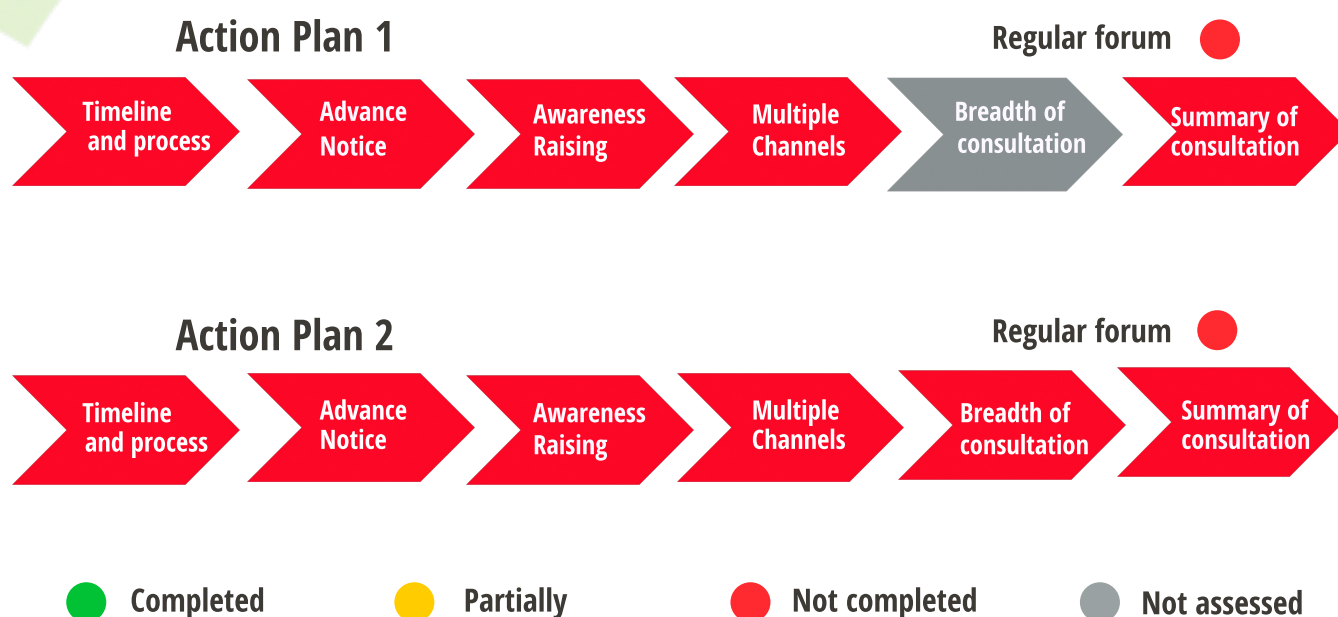 Action Plan 1
Regular forum
Timeline
and process
Advance
Notice
Awareness
Raising
Multiple
Channels
Breadth of
consultation
Summary of
consultation
Action Plan 2
Regular forum
Timeline
and process
Advance
Notice
Awareness
Raising
Multiple
Channels
Breadth of
consultation
Summary of
consultation
Completed
Partially
Not completed
Not assessed